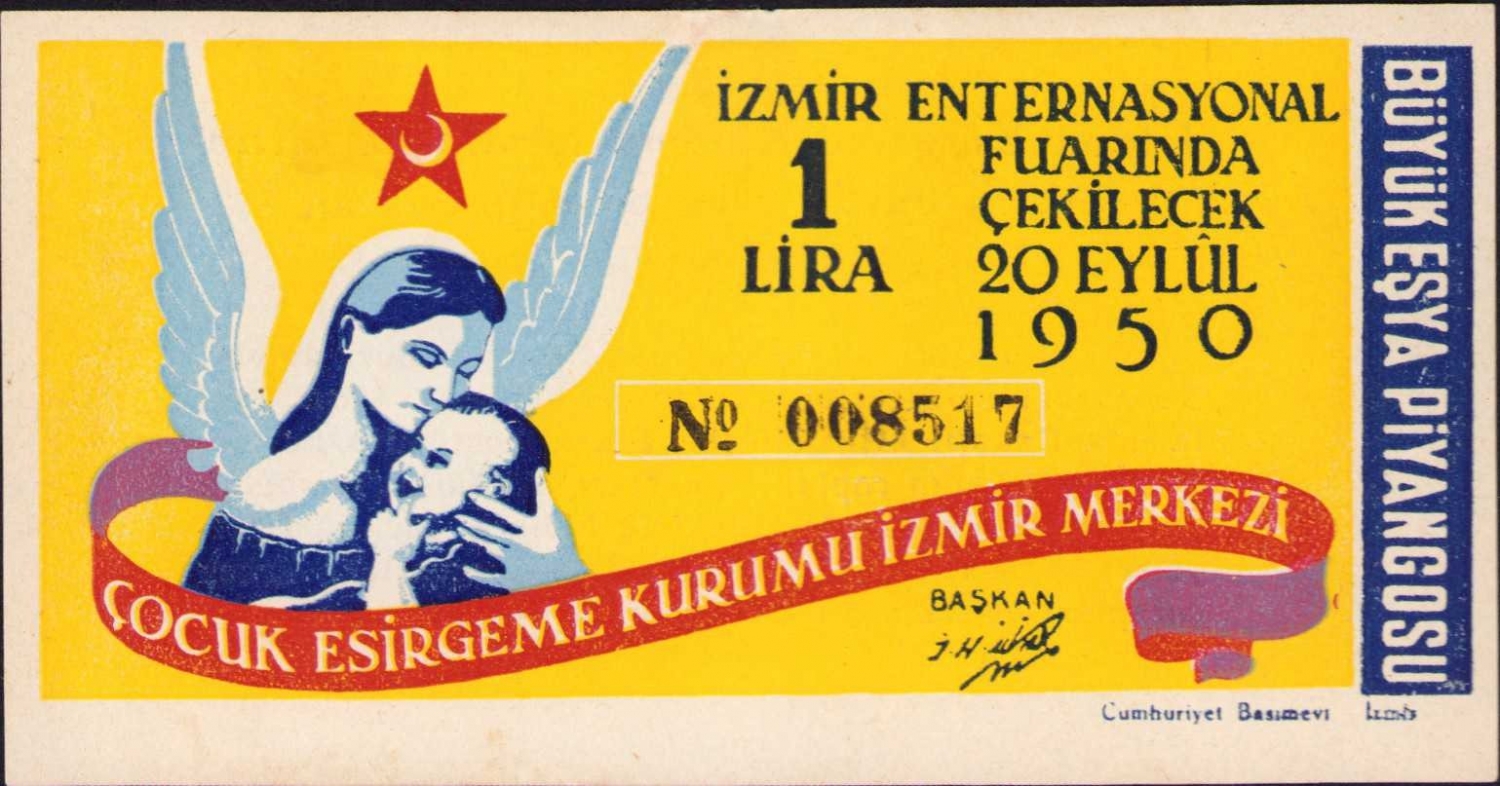 İZMİR ENTERNASYONAL
FUARINDA
ÇEKİLECEK
20 EYLÛL
1950
1
LİRA
Nº 008517
ÇOCUK ESİRGEME KURUMU İZMİR MERKEZİ
BAŞKAN
Cumhuriyet Basımevi İzmir
BÜYÜK EŞYA PİYANGOSU